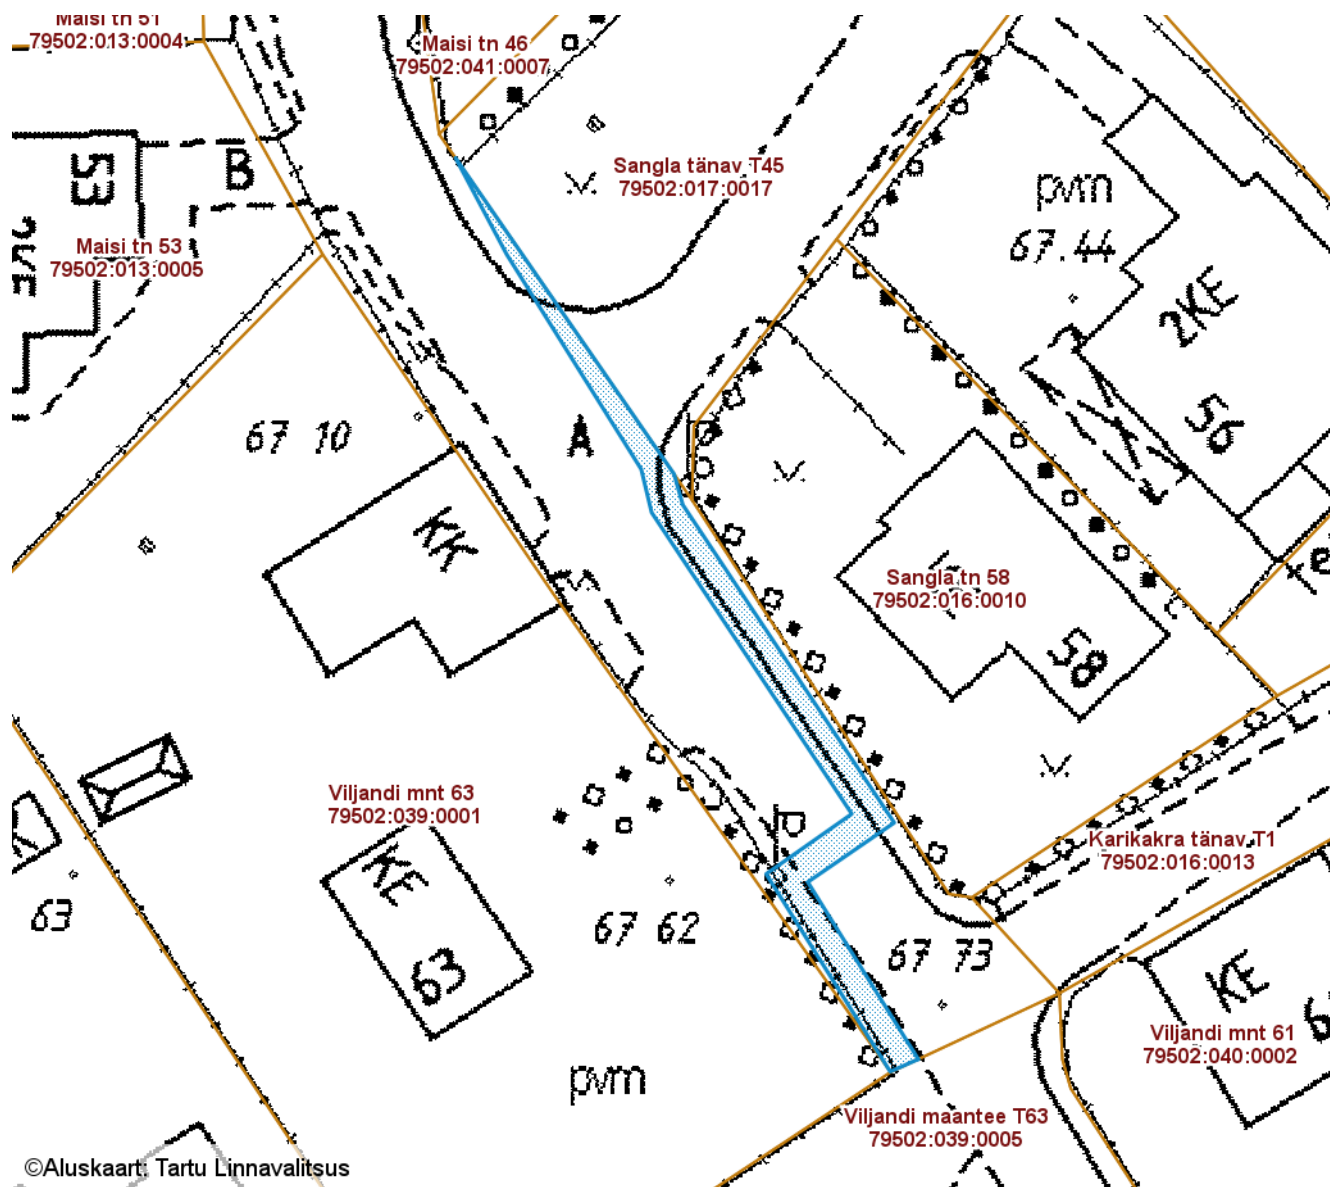 Maisi tn 51
79502:013:0004
Maisi tn 46
79502:041:0007
Sangla tänav T45
79502:017:0017
53
B
pvm
67.44
Maisi tn 53
79502:013:0005
2KE
56
67 10
A
KK
Sangla tn 58
79502:016:0010
58
Viljandi mnt 63
79502:039:0001
Karikakra tänav T1
79502:016:0013
KE
63
63
67 62
67 73
KE
Viljandi mnt 61
79502:040:0002
pvm
Viljandi maantee T63
79502:039:0005
©Aluskaart: Tartu Linnavalitsus